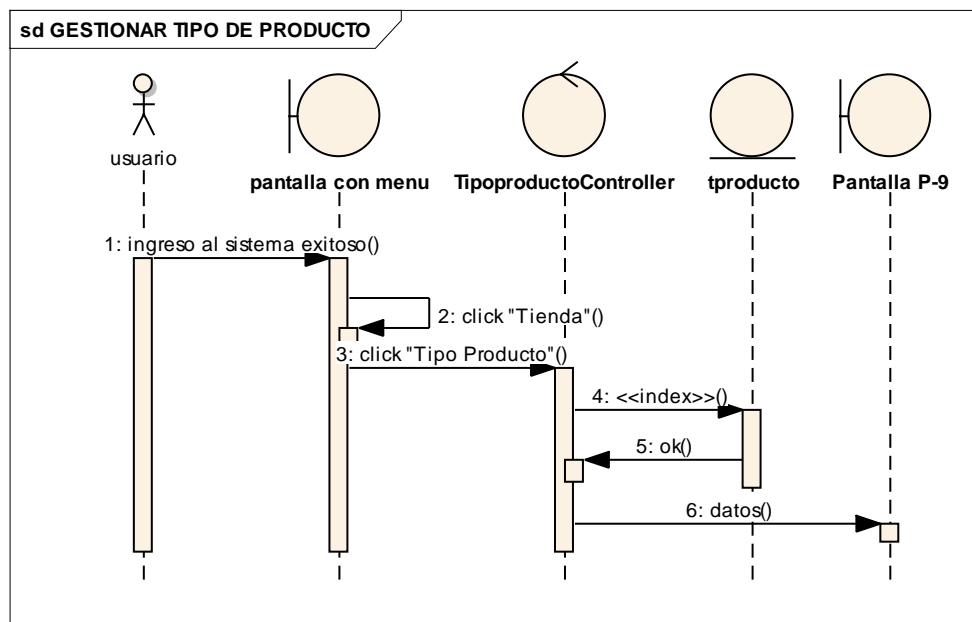 sd GESTIONAR TIPO DE PRODUCTO
usuario
pantalla con menu
TipoproductoController
tproducto
Pantalla P-9
1: ingreso al sistema exitoso()
2: click "Tienda"()
3: click "Tipo Producto"()
4: <<index>>()
5: ok()
6: datos()